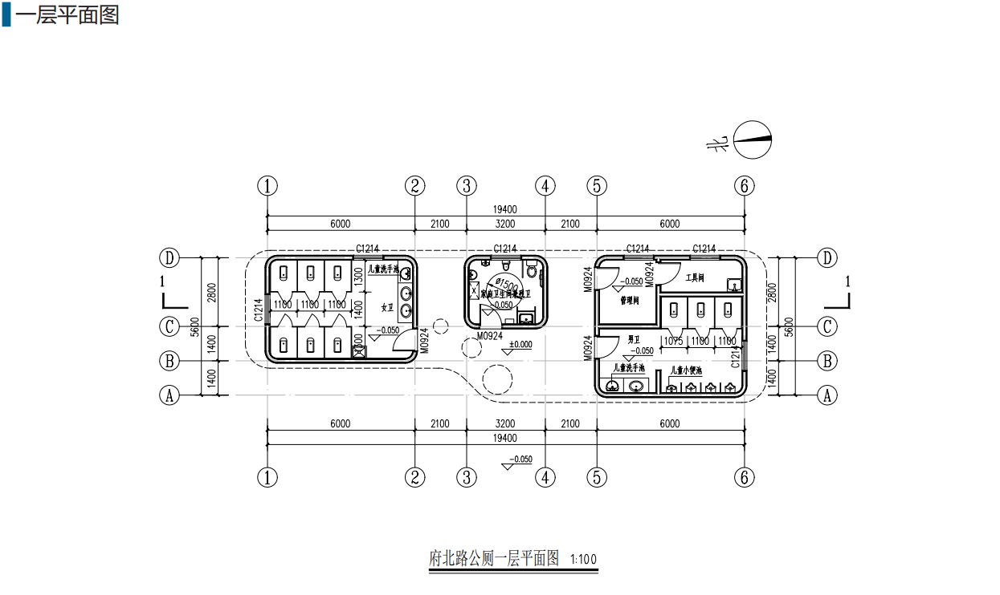 一层平面图
北
1 2 3 4 5 6
19400
6000 2100 3200 2100 6000
C1214 C1214 C1214 C1214
D D
儿童洗手池
1300
M0924
M0924
工具间
1 1
2800 2800
ø1500
-0.050
家庭卫生间兼残卫
管理间
C1214
1100 1100 1100
1400
女卫
-0.050
5600 5600
C C
-0.050
M0924
M0924
1400 1400
±0.000
男卫
1075 1100 1100
M0924
-0.050
C1214
B B
儿童洗手池
儿童小便池
1400 1400
A A
6000 2100 3200 2100 6000
19400
-0.050
1 2 3 4 5 6
府北路公厕一层平面图 1:100